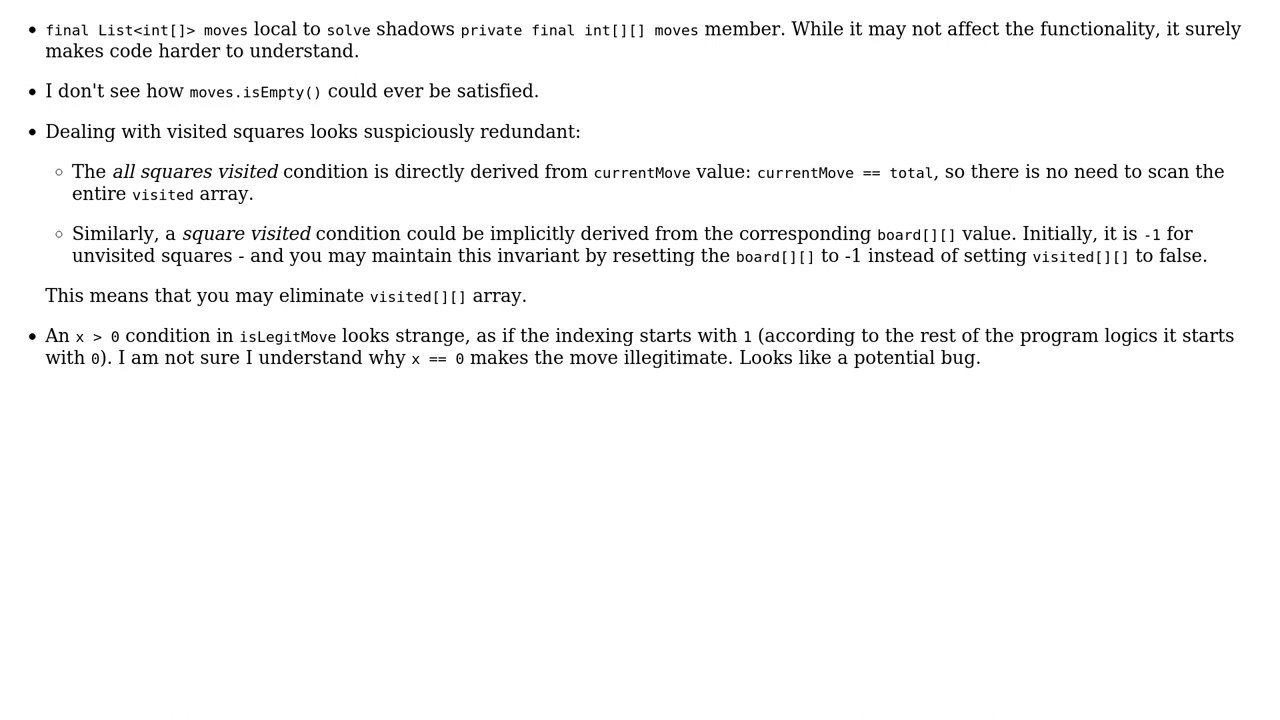 final List<int[]> moves local to solve shadows private final int[][] moves member. While it may not affect the functionality, it surely
makes code harder to understand.
I don't see how moves.isEmpty() could ever be satisfied.
Dealing with visited squares looks suspiciously redundant:
The all squares visited condition is directly derived from currentMove value: currentMove == total, so there is no need to scan the
entire visited array.
Similarly, a square visited condition could be implicitly derived from the corresponding board[][] value. Initially, it is -1 for
unvisited squares - and you may maintain this invariant by resetting the board[][] to -1 instead of setting visited[][] to false.
This means that you may eliminate visited[][] array.
An x > 0 condition in isLegitMove looks strange, as if the indexing starts with 1 (according to the rest of the program logics it starts
with 0). I am not sure I understand why x == 0 makes the move illegitimate. Looks like a potential bug.